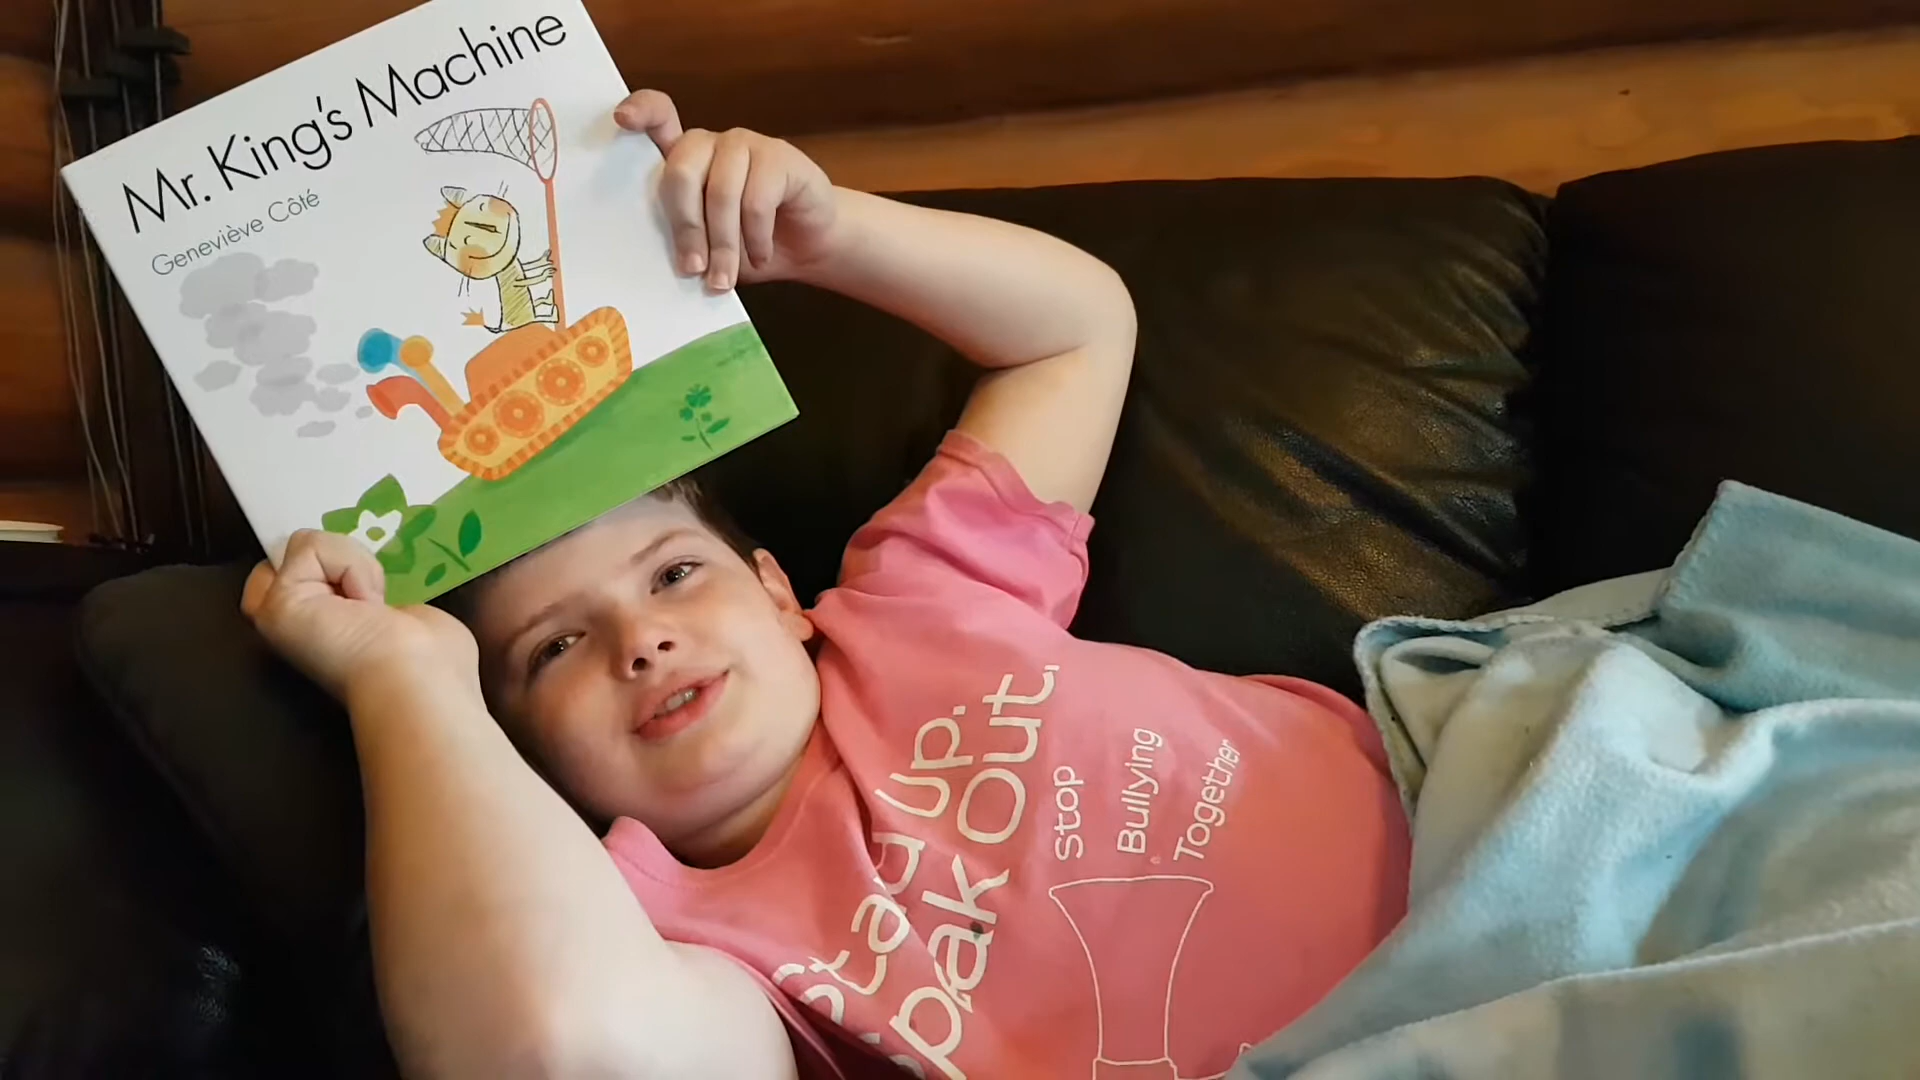 Mr. King's Machine
Geneviève Côté
Stand Up.
Speak Out.
Stop
Bullying
Together